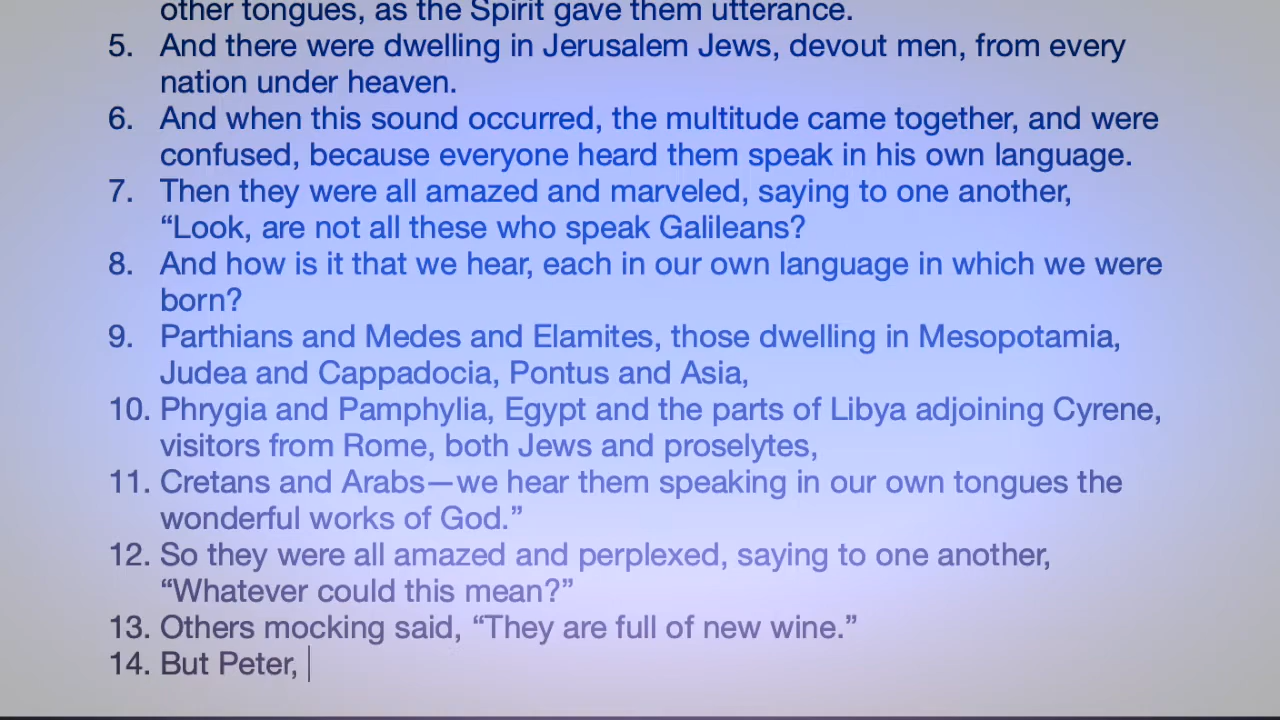 other tongues, as the Spirit gave them utterance.
5. And there were dwelling in Jerusalem Jews, devout men, from every
nation under heaven.
6. And when this sound occurred, the multitude came together, and were
confused, because everyone heard them speak in his own language.
7. Then they were all amazed and marveled, saying to one another,
“Look, are not all these who speak Galileans?
8. And how is it that we hear, each in our own language in which we were
born?
9. Parthians and Medes and Elamites, those dwelling in Mesopotamia,
Judea and Cappadocia, Pontus and Asia,
10. Phrygia and Pamphylia, Egypt and the parts of Libya adjoining Cyrene,
visitors from Rome, both Jews and proselytes,
11. Cretans and Arabs—we hear them speaking in our own tongues the
wonderful works of God.”
12. So they were all amazed and perplexed, saying to one another,
“Whatever could this mean?”
13. Others mocking said, “They are full of new wine.”
14. But Peter,